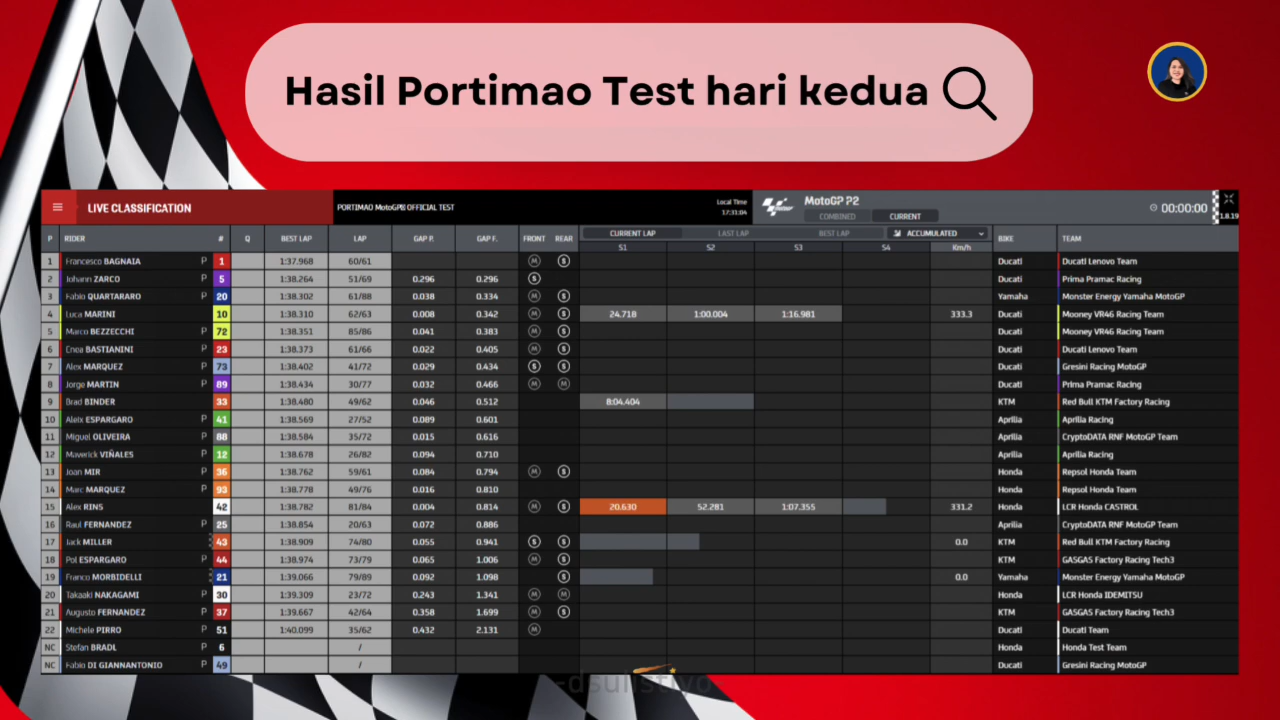 Hasil Portimao Test hari kedua
LIVE CLASSIFICATION PORTIMAO MotoGP® OFFICIAL TEST Local Time 17:31:04 MotoGP P2 COMBINED CURRENT 00:00:00 1.8.19
P RIDER # Q BEST LAP LAP GAP P. GAP F. FRONT REAR CURRENT LAP LAST LAP BEST LAP ACCUMULATED BIKE TEAM
S1 S2 S3 S4 Km/h
1 Francesco BAGNAIA P 1 1:37.968 60/61 M S Ducati Ducati Lenovo Team
2 Johann ZARCO P 5 1:38.264 51/69 0.296 0.296 S Ducati Prima Pramac Racing
3 Fabio QUARTARARO P 20 1:38.302 61/88 0.038 0.334 M S Yamaha Monster Energy Yamaha MotoGP
4 Luca MARINI 10 1:38.310 62/63 0.008 0.342 M S 24.718 1:00.004 1:16.981 333.3 Ducati Mooney VR46 Racing Team
5 Marco BEZZECCHI P 72 1:38.351 85/86 0.041 0.383 M S Ducati Mooney VR46 Racing Team
6 Enea BASTIANINI P 23 1:38.373 61/66 0.022 0.405 M S Ducati Ducati Lenovo Team
7 Alex MARQUEZ P 73 1:38.402 41/72 0.029 0.434 S S Ducati Gresini Racing MotoGP
8 Jorge MARTIN P 89 1:38.434 30/77 0.032 0.466 M M Ducati Prima Pramac Racing
9 Brad BINDER 33 1:38.480 49/62 0.046 0.512 8:04.404 KTM Red Bull KTM Factory Racing
10 Aleix ESPARGARO P 41 1:38.569 27/52 0.089 0.601 Aprilia Aprilia Racing
11 Miguel OLIVEIRA P 88 1:38.584 35/72 0.015 0.616 Aprilia CryptoDATA RNF MotoGP Team
12 Maverick VIÑALES P 12 1:38.678 26/82 0.094 0.710 Aprilia Aprilia Racing
13 Joan MIR P 36 1:38.762 59/61 0.084 0.794 M S Honda Repsol Honda Team
14 Marc MARQUEZ P 93 1:38.778 49/76 0.016 0.810 Honda Repsol Honda Team
15 Alex RINS 42 1:38.782 81/84 0.004 0.814 M S 20.630 52.281 1:07.355 331.2 Honda LCR Honda CASTROL
16 Raul FERNANDEZ P 25 1:38.854 20/63 0.072 0.886 Aprilia CryptoDATA RNF MotoGP Team
17 Jack MILLER 43 1:38.909 74/80 0.055 0.941 S S 0.0 KTM Red Bull KTM Factory Racing
18 Pol ESPARGARO P 44 1:38.974 73/79 0.065 1.006 M S KTM GASGAS Factory Racing Tech3
19 Franco MORBIDELLI 21 1:39.066 79/89 0.092 1.098 S 0.0 Yamaha Monster Energy Yamaha MotoGP
20 Takaaki NAKAGAMI P 30 1:39.309 23/72 0.243 1.341 M M Honda LCR Honda IDEMITSU
21 Augusto FERNANDEZ P 37 1:39.667 42/64 0.358 1.699 M S KTM GASGAS Factory Racing Tech3
22 Michele PIRRO P 51 1:40.099 35/62 0.432 2.131 M Ducati Ducati Team
NC Stefan BRADL P 6 / Honda Honda Test Team
NC Fabio DI GIANNANTONIO P 49 / Ducati Gresini Racing MotoGP